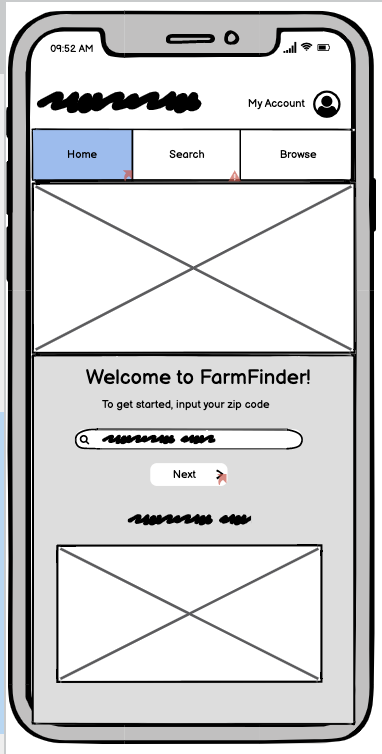 09:52 AM
My Account
Home
Search
Browse
Welcome to FarmFinder!
To get started, input your zip code
Next >